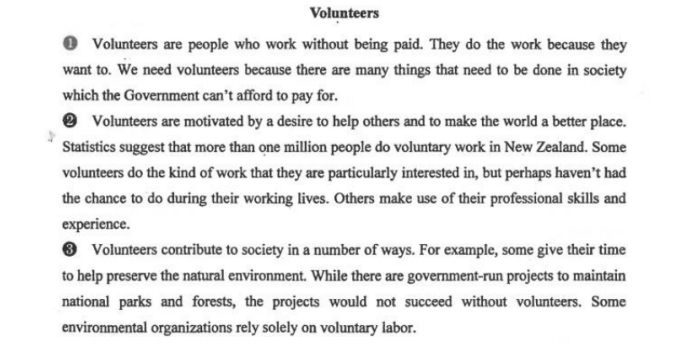 Volunteers
❶ Volunteers are people who work without being paid. They do the work because they
want to. We need volunteers because there are many things that need to be done in society
which the Government can't afford to pay for.
❷ Volunteers are motivated by a desire to help others and to make the world a better place.
Statistics suggest that more than one million people do voluntary work in New Zealand. Some
volunteers do the kind of work that they are particularly interested in, but perhaps haven't had
the chance to do during their working lives. Others make use of their professional skills and
experience.
❸ Volunteers contribute to society in a number of ways. For example, some give their time
to help preserve the natural environment. While there are government-run projects to maintain
national parks and forests, the projects would not succeed without volunteers. Some
environmental organizations rely solely on voluntary labor.